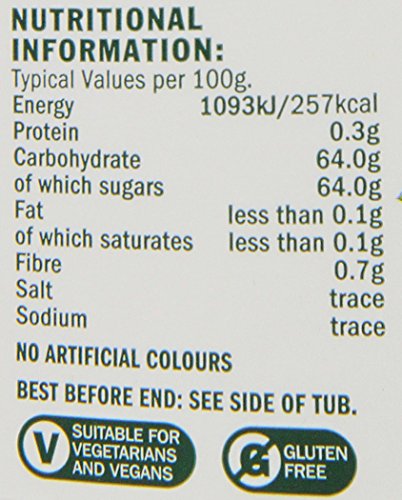 NUTRITIONAL
INFORMATION:
Typical Values per 100g.
Energy 1093kJ/257kcal
Protein 0.3g
Carbohydrate 64.0g
of which sugars 64.0g
Fat less than 0.1g
of which saturates less than 0.1g
Fibre 0.7g
Salt trace
Sodium trace
NO ARTIFICIAL COLOURS
BEST BEFORE END: SEE SIDE OF TUB.
V SUITABLE FOR
VEGETARIANS
AND VEGANS
G GLUTEN
FREE